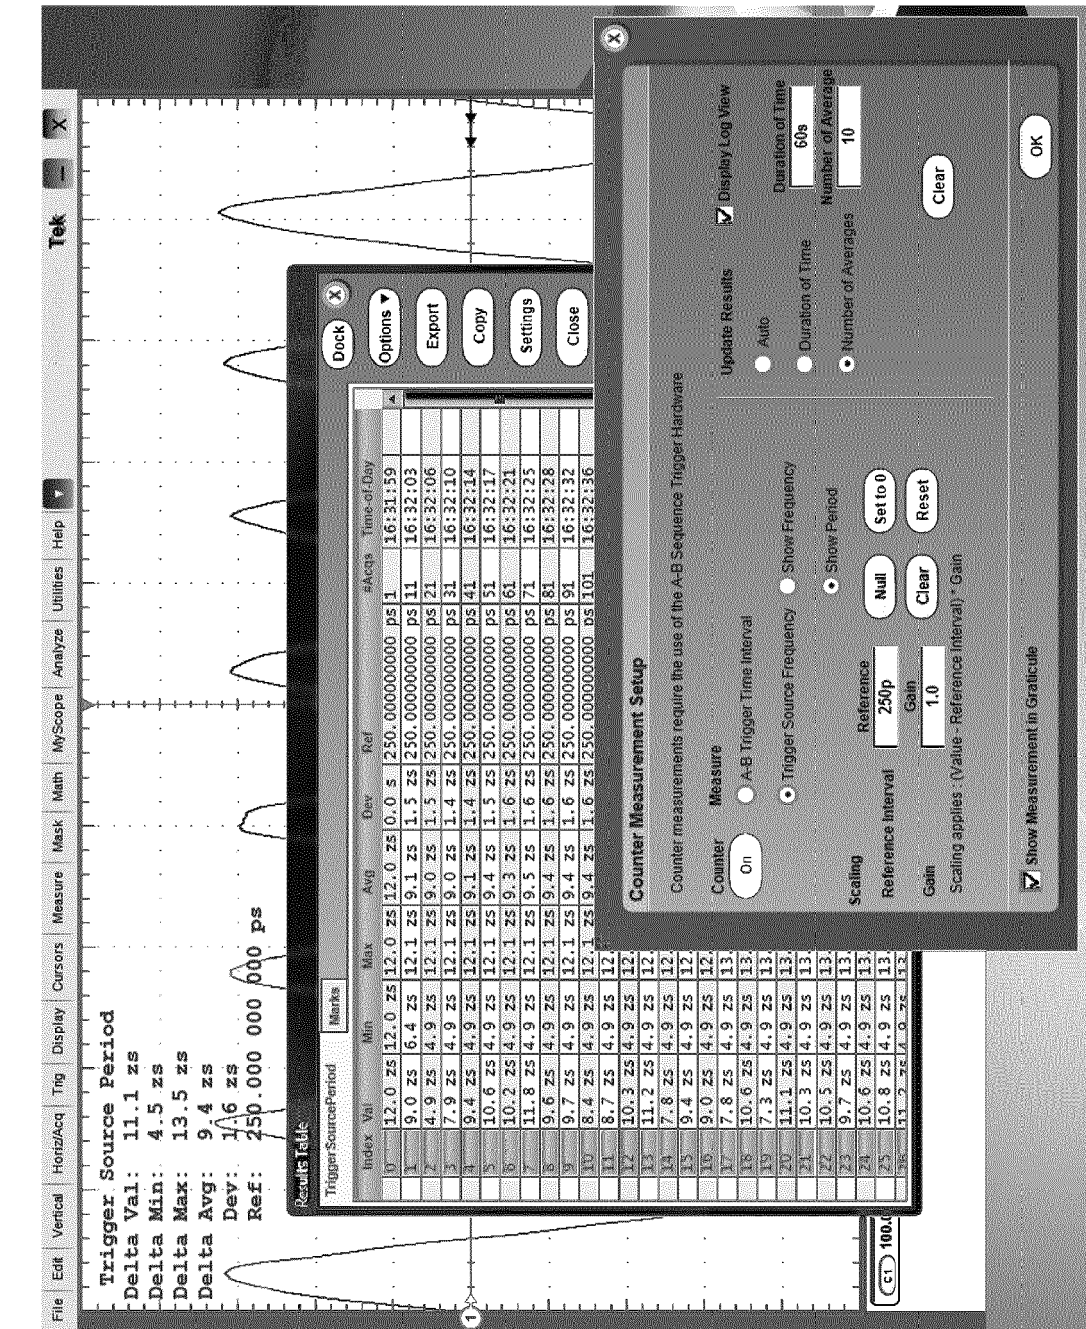 File Edit Vertical Horiz/Acq Trig Display Cursors Measure Mask Math MyScope Analyze Utilities Help Tek X
Trigger Source Period
Delta Val: 11.1 zs
Delta Min: 4.5 zs
Delta Max: 13.5 zs
Delta Avg: 9.4 zs
Dev: 1.6 zs
Ref: 250.000 000 000 ps
Results Table
X
TriggerSourcePeriod Marks
Dock
Options
Export
Copy
Settings
Close
Index Val Min Max Avg Dev Ref #Acqs Time-of-Day
0 12.0 zs 12.0 zs 12.0 zs 12.0 zs 0.0 s 250.000000000 ps 1 16:31:59
1 9.0 zs 6.4 zs 12.1 zs 9.1 zs 1.5 zs 250.000000000 ps 11 16:32:03
2 4.9 zs 4.9 zs 12.1 zs 9.0 zs 1.5 zs 250.000000000 ps 21 16:32:06
3 7.9 zs 4.9 zs 12.1 zs 9.0 zs 1.4 zs 250.000000000 ps 31 16:32:10
4 9.4 zs 4.9 zs 12.1 zs 9.1 zs 1.4 zs 250.000000000 ps 41 16:32:14
5 10.6 zs 4.9 zs 12.1 zs 9.4 zs 1.5 zs 250.000000000 ps 51 16:32:17
6 10.2 zs 4.9 zs 12.1 zs 9.3 zs 1.6 zs 250.000000000 ps 61 16:32:21
7 11.8 zs 4.9 zs 12.1 zs 9.5 zs 1.6 zs 250.000000000 ps 71 16:32:25
8 9.6 zs 4.9 zs 12.1 zs 9.4 zs 1.6 zs 250.000000000 ps 81 16:32:28
9 9.7 zs 4.9 zs 12.1 zs 9.4 zs 1.6 zs 250.000000000 ps 91 16:32:32
10 8.4 zs 4.9 zs 12.1 zs 9.4 zs 1.6 zs 250.000000000 ps 101 16:32:36
11 8.7 zs 4.9 zs 12.
12 10.3 zs 4.9 zs 12.
13 11.2 zs 4.9 zs 12.
14 7.8 zs 4.9 zs 12.
15 9.4 zs 4.9 zs 12.
16 9.0 zs 4.9 zs 12.
17 7.8 zs 4.9 zs 13.
18 10.6 zs 4.9 zs 13.
19 7.3 zs 4.9 zs 13.
20 11.1 zs 4.9 zs 13.
21 10.3 zs 4.9 zs 13.
22 10.5 zs 4.9 zs 13.
23 9.7 zs 4.9 zs 13.
24 10.6 zs 4.9 zs 13.
25 10.8 zs 4.9 zs 13.
1
C1 100.0
X
Counter Measurement Setup
Counter measurements require the use of the A-B Sequence Trigger Hardware
Counter
On
Measure
A-B Trigger Time Interval
Trigger Source Frequency
Show Frequency
Show Period
Update Results
Auto
Duration of Time
Number of Averages
Display Log View
Duration of Time
60s
Number of Average
10
Clear
Scaling
Reference Interval
Reference
250p
Null
Set to 0
Gain
Gain
1.0
Clear
Reset
Scaling applies : (Value - Reference Interval) * Gain
Show Measurement in Graticule
OK